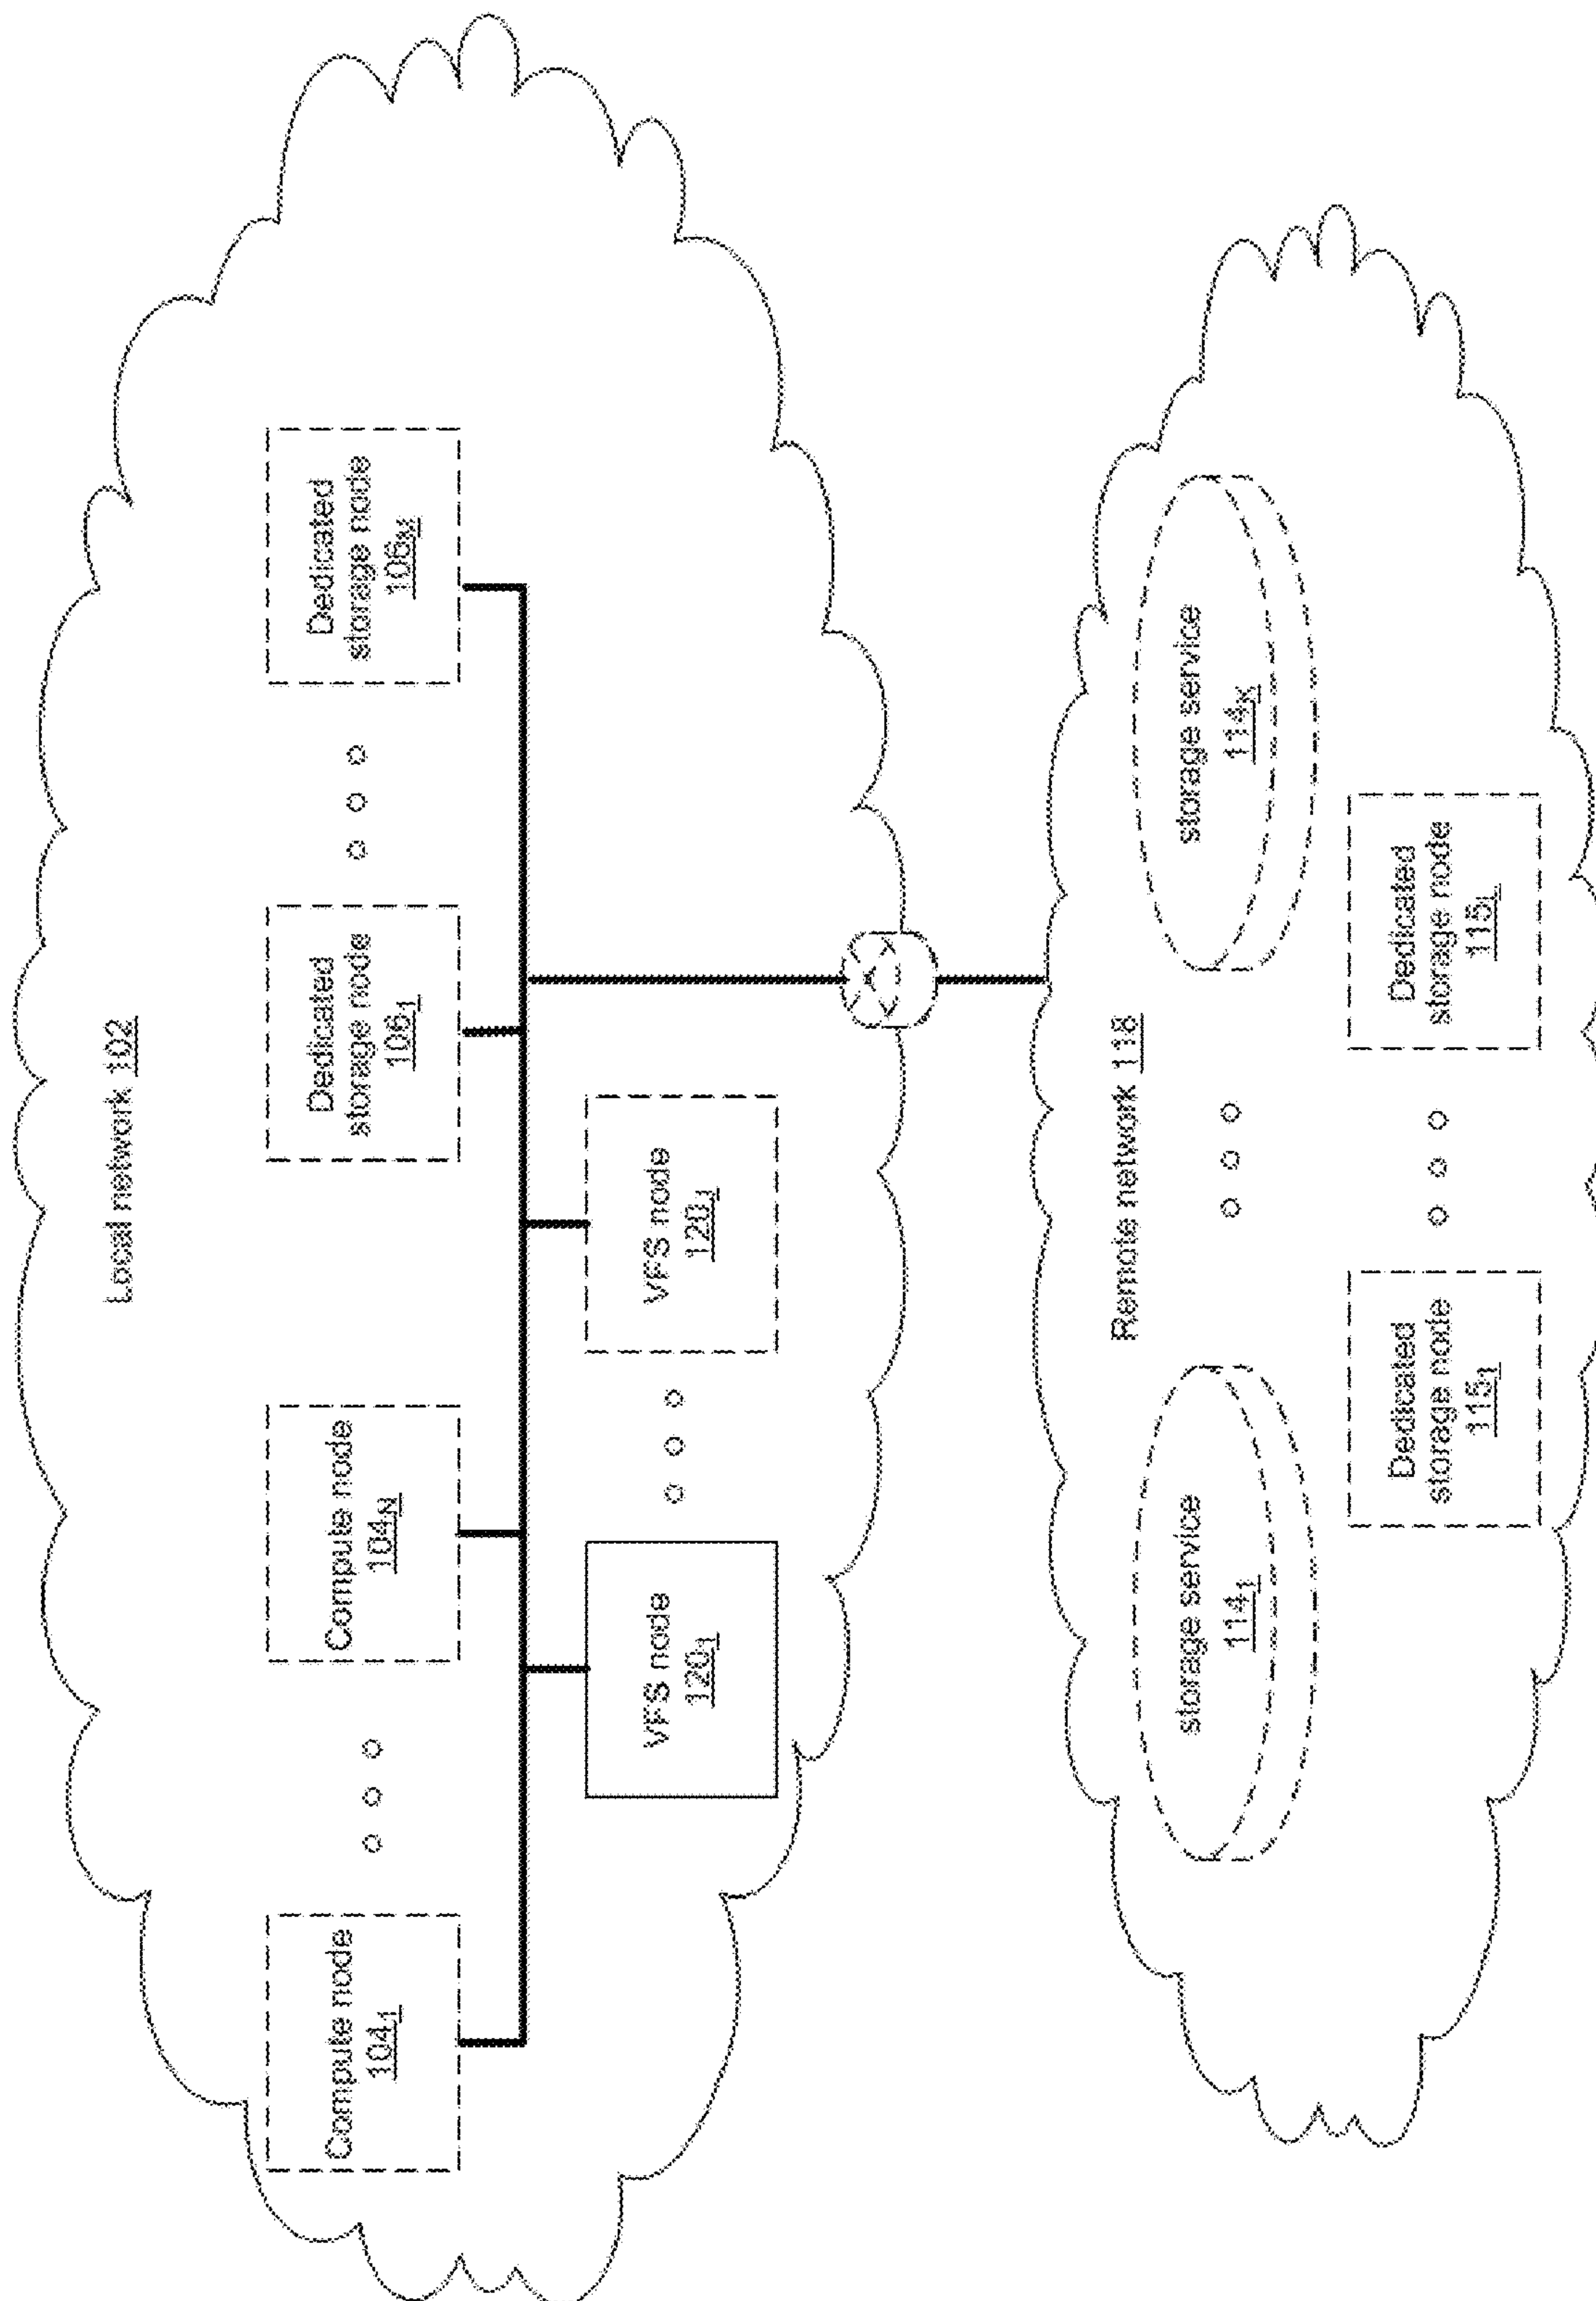 Local network 102
Compute node
104₁
Compute node
104N
Dedicated
storage node
106₁
Dedicated
storage node
106M
VFS node
120₁
VFS node
120J
Remote network 118
storage service
114₁
storage service
114K
Dedicated
storage node
115₁
Dedicated
storage node
115L